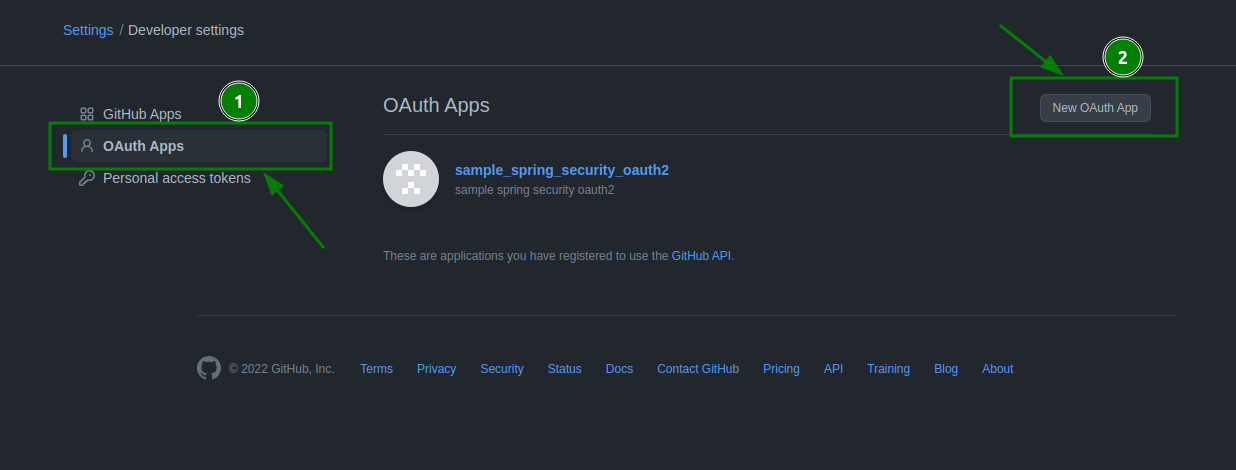 Settings / Developer settings
1
2
GitHub Apps
OAuth Apps
Personal access tokens
OAuth Apps
New OAuth App
sample_spring_security_oauth2
sample spring security oauth2
These are applications you have registered to use the GitHub API.
© 2022 GitHub, Inc. Terms Privacy Security Status Docs Contact GitHub Pricing API Training Blog About